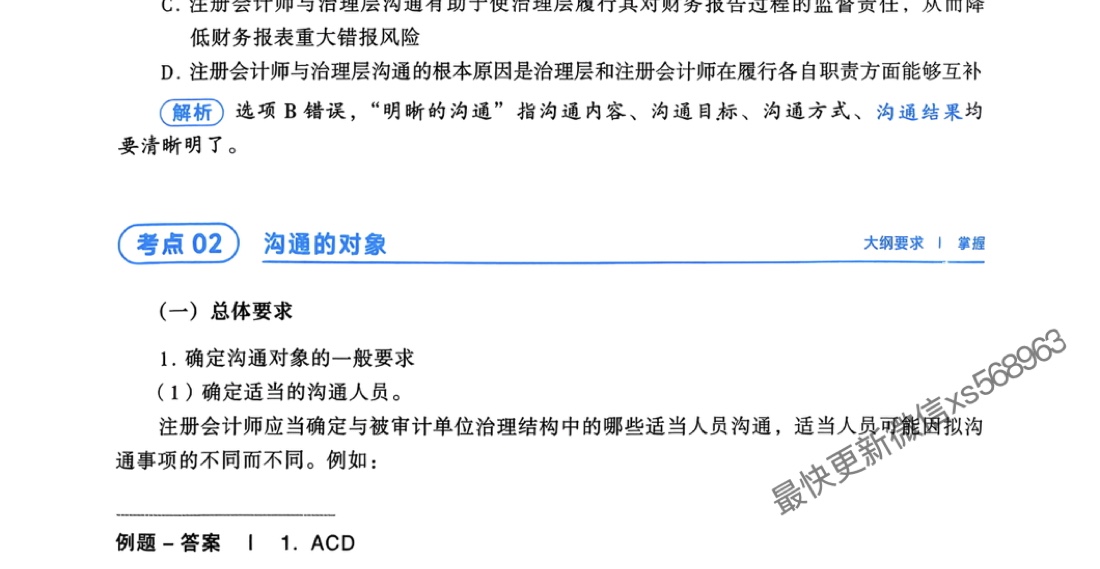 C. 注册会计师与治理层沟通有助于使治理层履行其对财务报告过程的监督责任，从而降
低财务报表重大错报风险
D. 注册会计师与治理层沟通的根本原因是治理层和注册会计师在履行各自职责方面能够互补
解析 选项 B 错误，“明晰的沟通”指沟通内容、沟通目标、沟通方式、沟通结果均
要清晰明了。
考点 02 沟通的对象 大纲要求 | 掌握
（一）总体要求
1. 确定沟通对象的一般要求
（1）确定适当的沟通人员。
注册会计师应当确定与被审计单位治理结构中的哪些适当人员沟通，适当人员可能因拟沟
通事项的不同而不同。例如：
最快更新微信xs568963
例题 – 答案 | 1. ACD